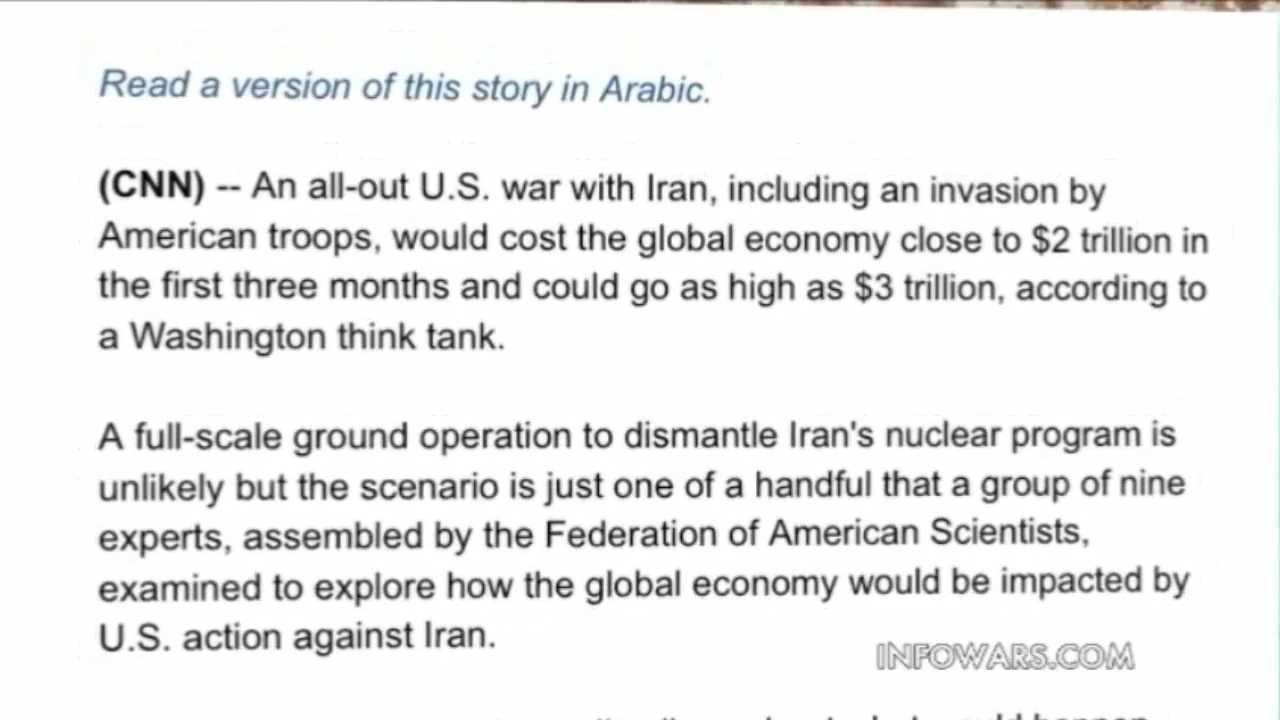 Read a version of this story in Arabic.
(CNN) -- An all-out U.S. war with Iran, including an invasion by
American troops, would cost the global economy close to $2 trillion in
the first three months and could go as high as $3 trillion, according to
a Washington think tank.
A full-scale ground operation to dismantle Iran's nuclear program is
unlikely but the scenario is just one of a handful that a group of nine
experts, assembled by the Federation of American Scientists,
examined to explore how the global economy would be impacted by
U.S. action against Iran.
INFOWARS.COM